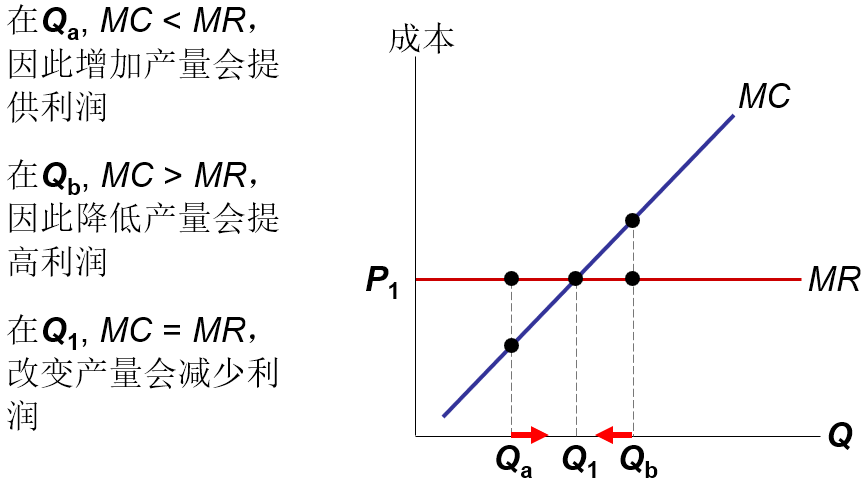 在Qa, MC < MR，
因此增加产量会提
供利润
在Qb, MC > MR，
因此降低产量会提
高利润
在Q1, MC = MR，
改变产量会减少利
润
成本
MC
P1
MR
Q
Qa
Q1
Qb